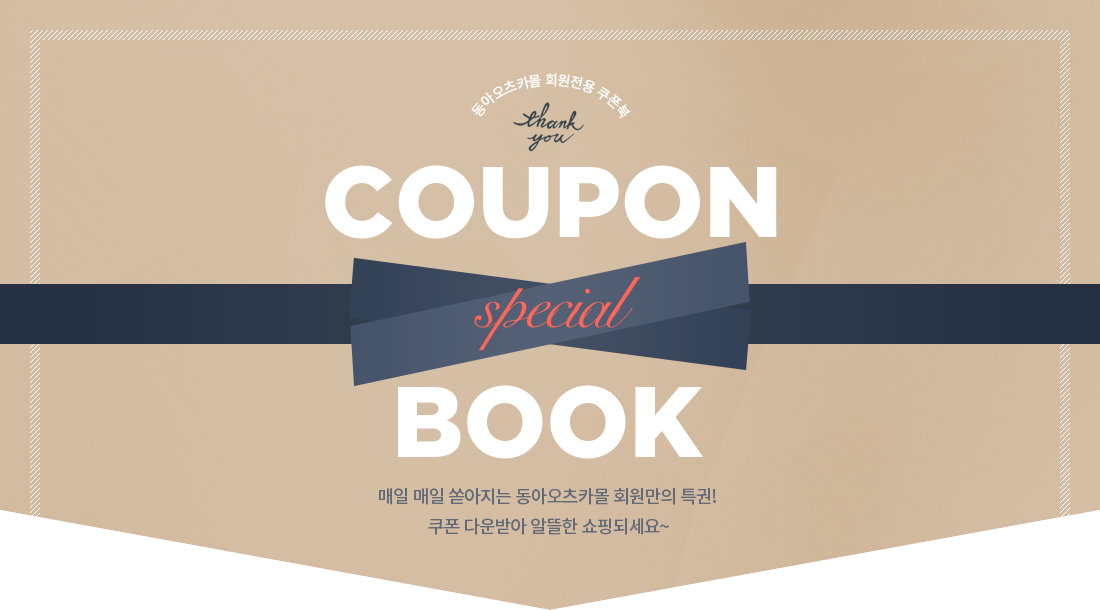 동아오츠카몰 회원전용 쿠폰북
thank
you
COUPON
special
BOOK
매일 매일 쏟아지는 동아오츠카몰 회원만의 특권!
쿠폰 다운받아 알뜰한 쇼핑되세요~